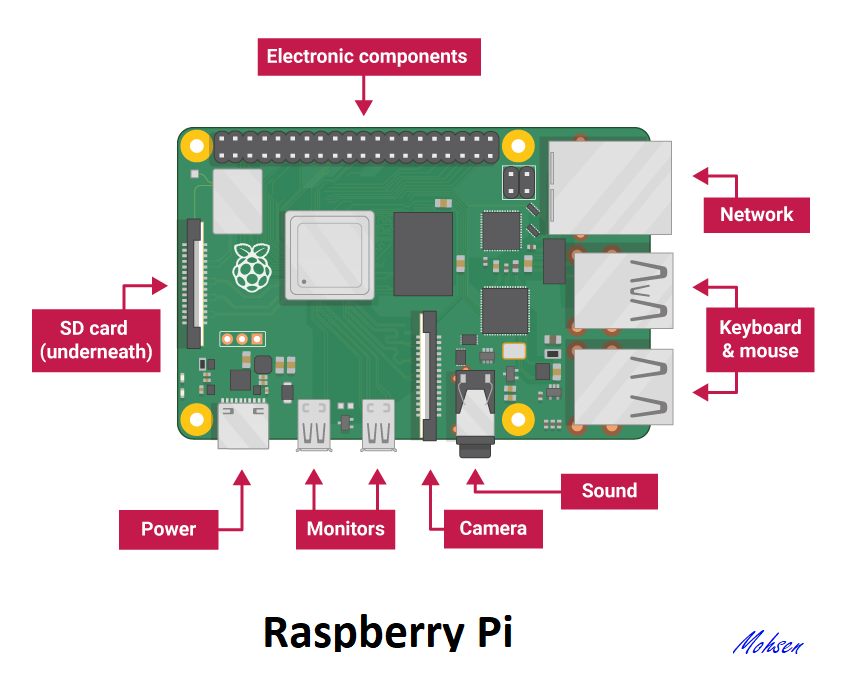 Electronic components
Network
SD card
(underneath)
Keyboard
& mouse
Sound
Power
Monitors
Camera
Raspberry Pi
Mohsen